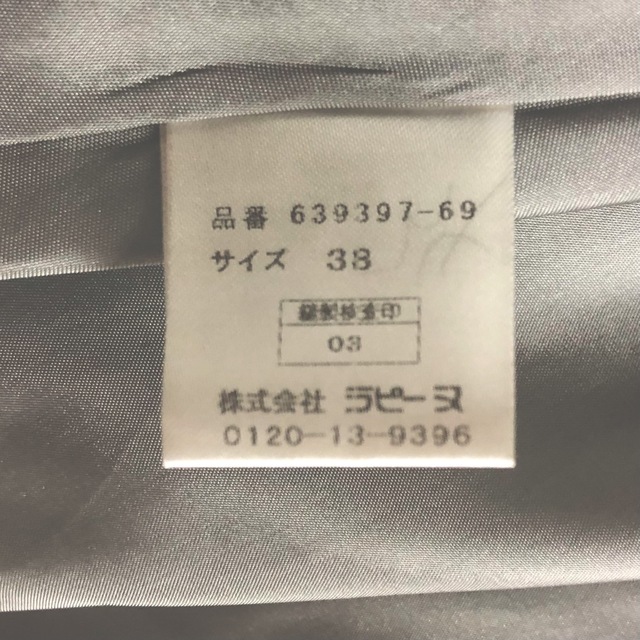 品番 639397-69
サイズ 38
縫製検査印
03
株式会社 ラピーヌ
0120-13-9396